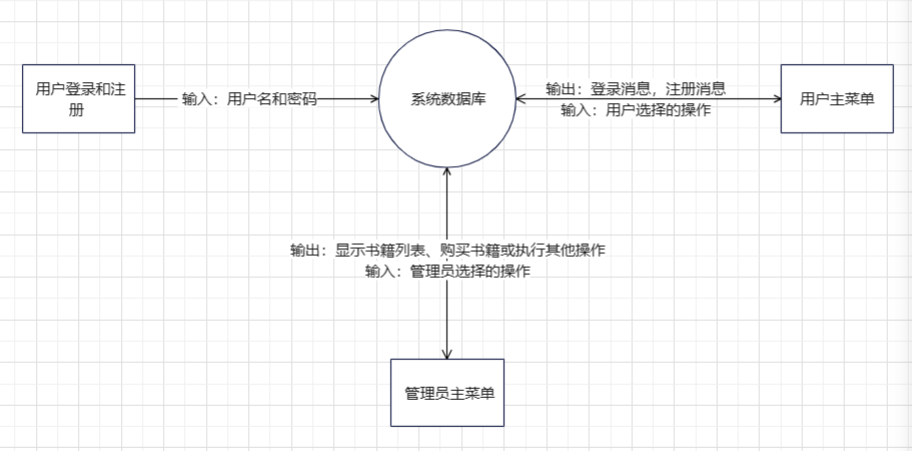 用户登录和注
册
输入：用户名和密码
系统数据库
输出：登录消息，注册消息
输入：用户选择的操作
用户主菜单
输出：显示书籍列表、购买书籍或执行其他操作
输入：管理员选择的操作
管理员主菜单